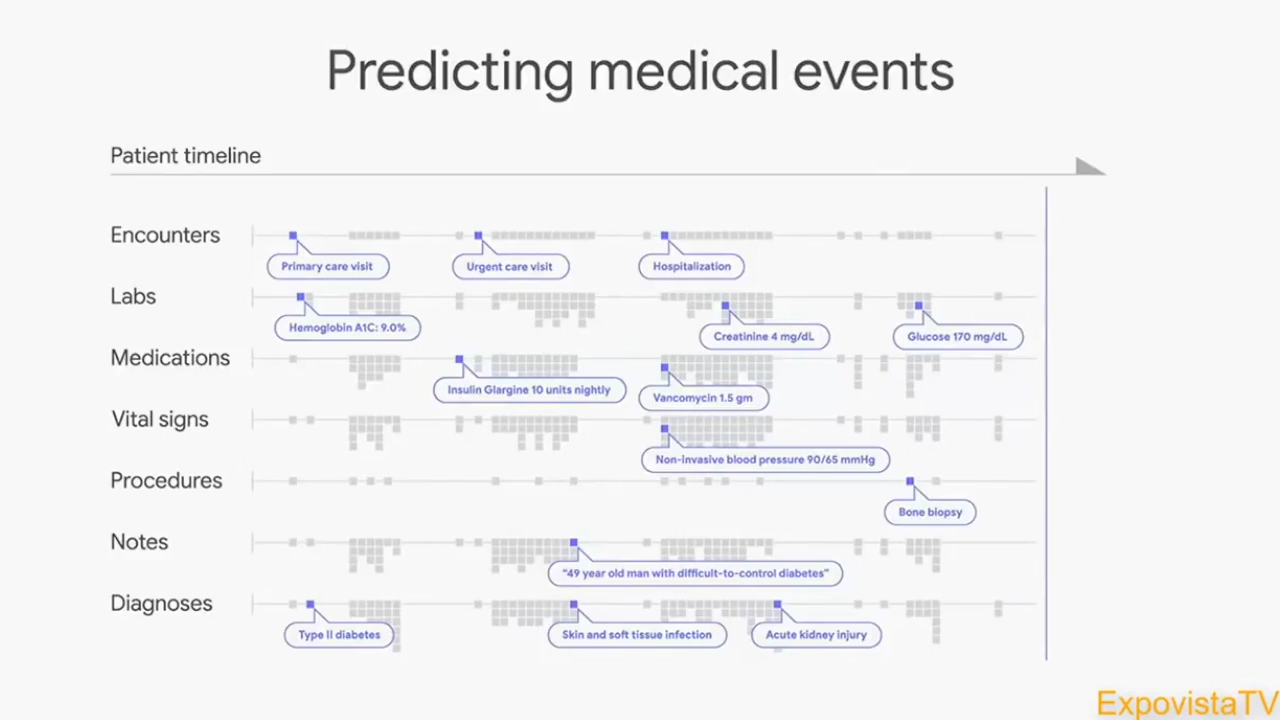 Predicting medical events
Patient timeline
Encounters
Primary care visit
Urgent care visit
Hospitalization
Labs
Hemoglobin A1C: 9.0%
Creatinine 4 mg/dL
Glucose 170 mg/dL
Medications
Insulin Glargine 10 units nightly
Vancomycin 1.5 gm
Vital signs
Non-invasive blood pressure 90/65 mmHg
Procedures
Bone biopsy
Notes
"49 year old man with difficult-to-control diabetes"
Diagnoses
Type II diabetes
Skin and soft tissue infection
Acute kidney injury
ExpovistaTV